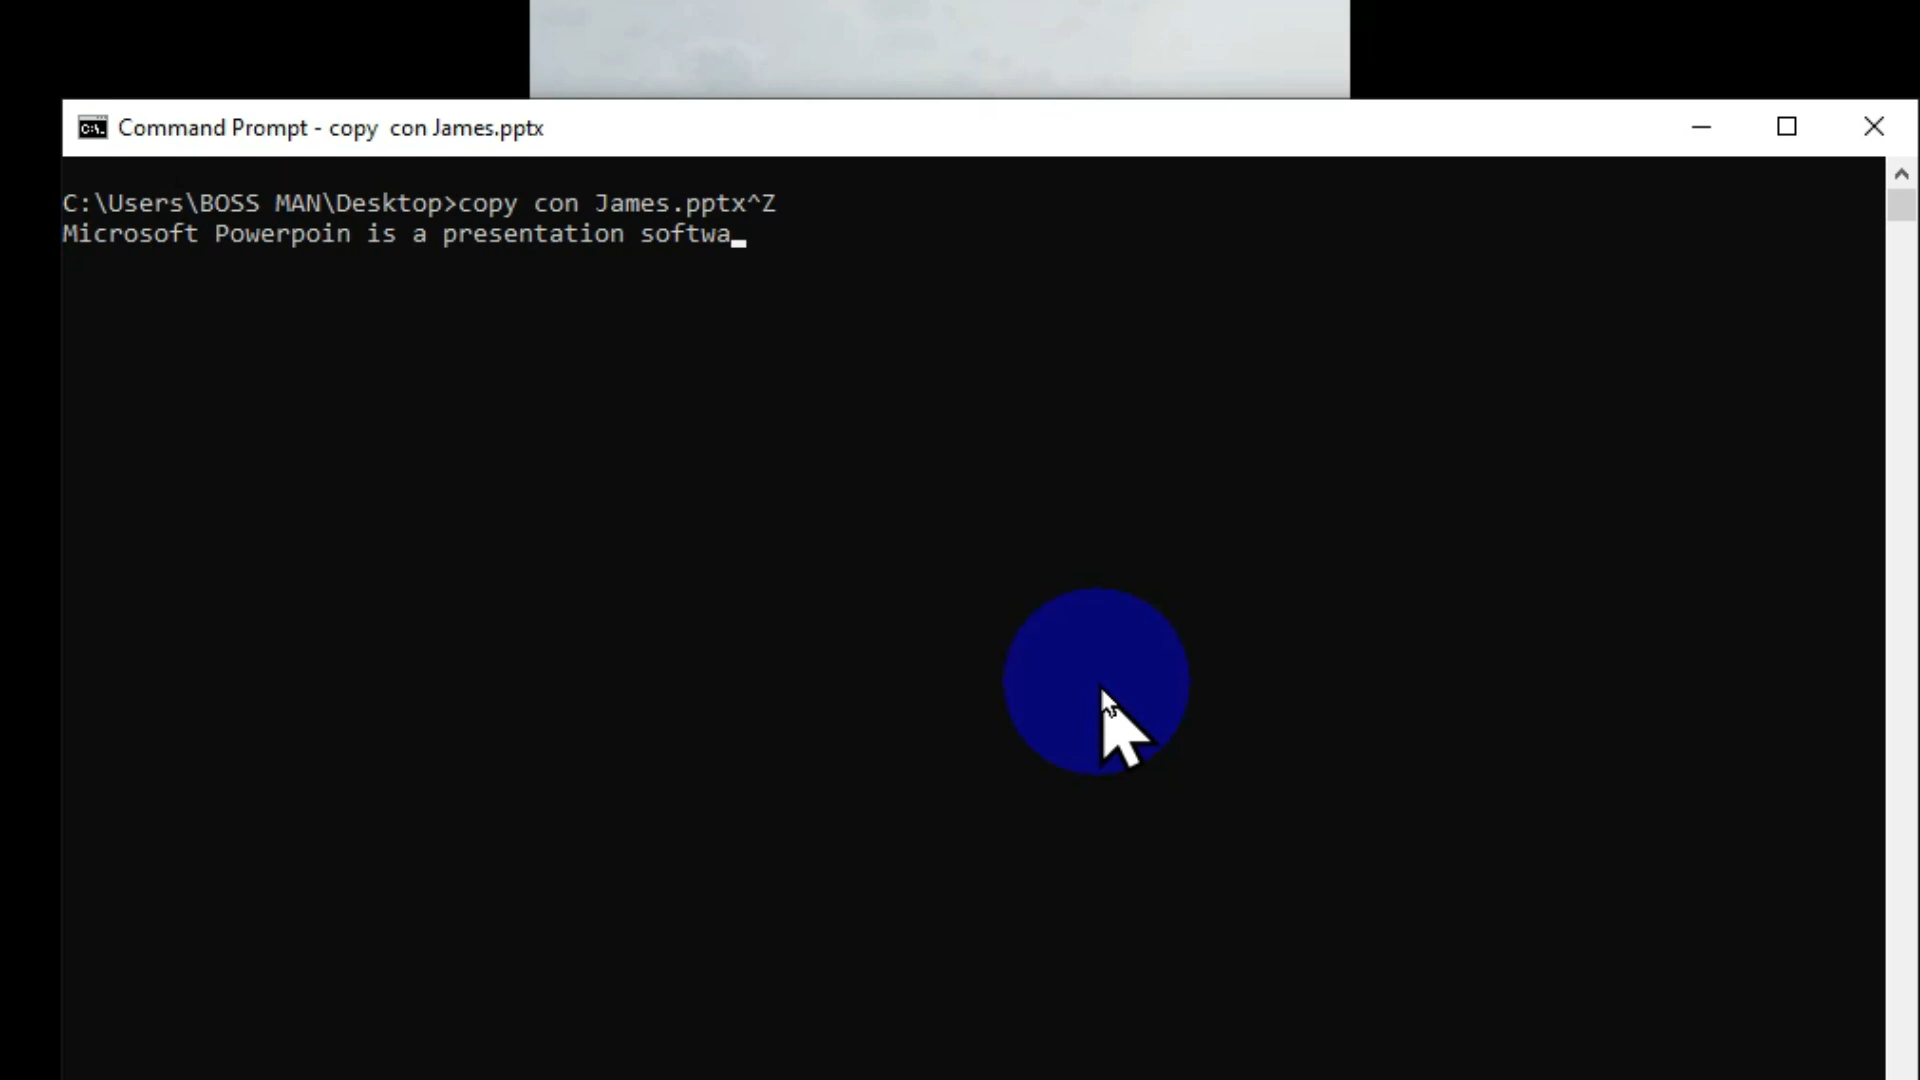 Command Prompt - copy  con James.pptx
C:\Users\BOSS MAN\Desktop>copy con James.pptx^Z
Microsoft Powerpoin is a presentation softwa